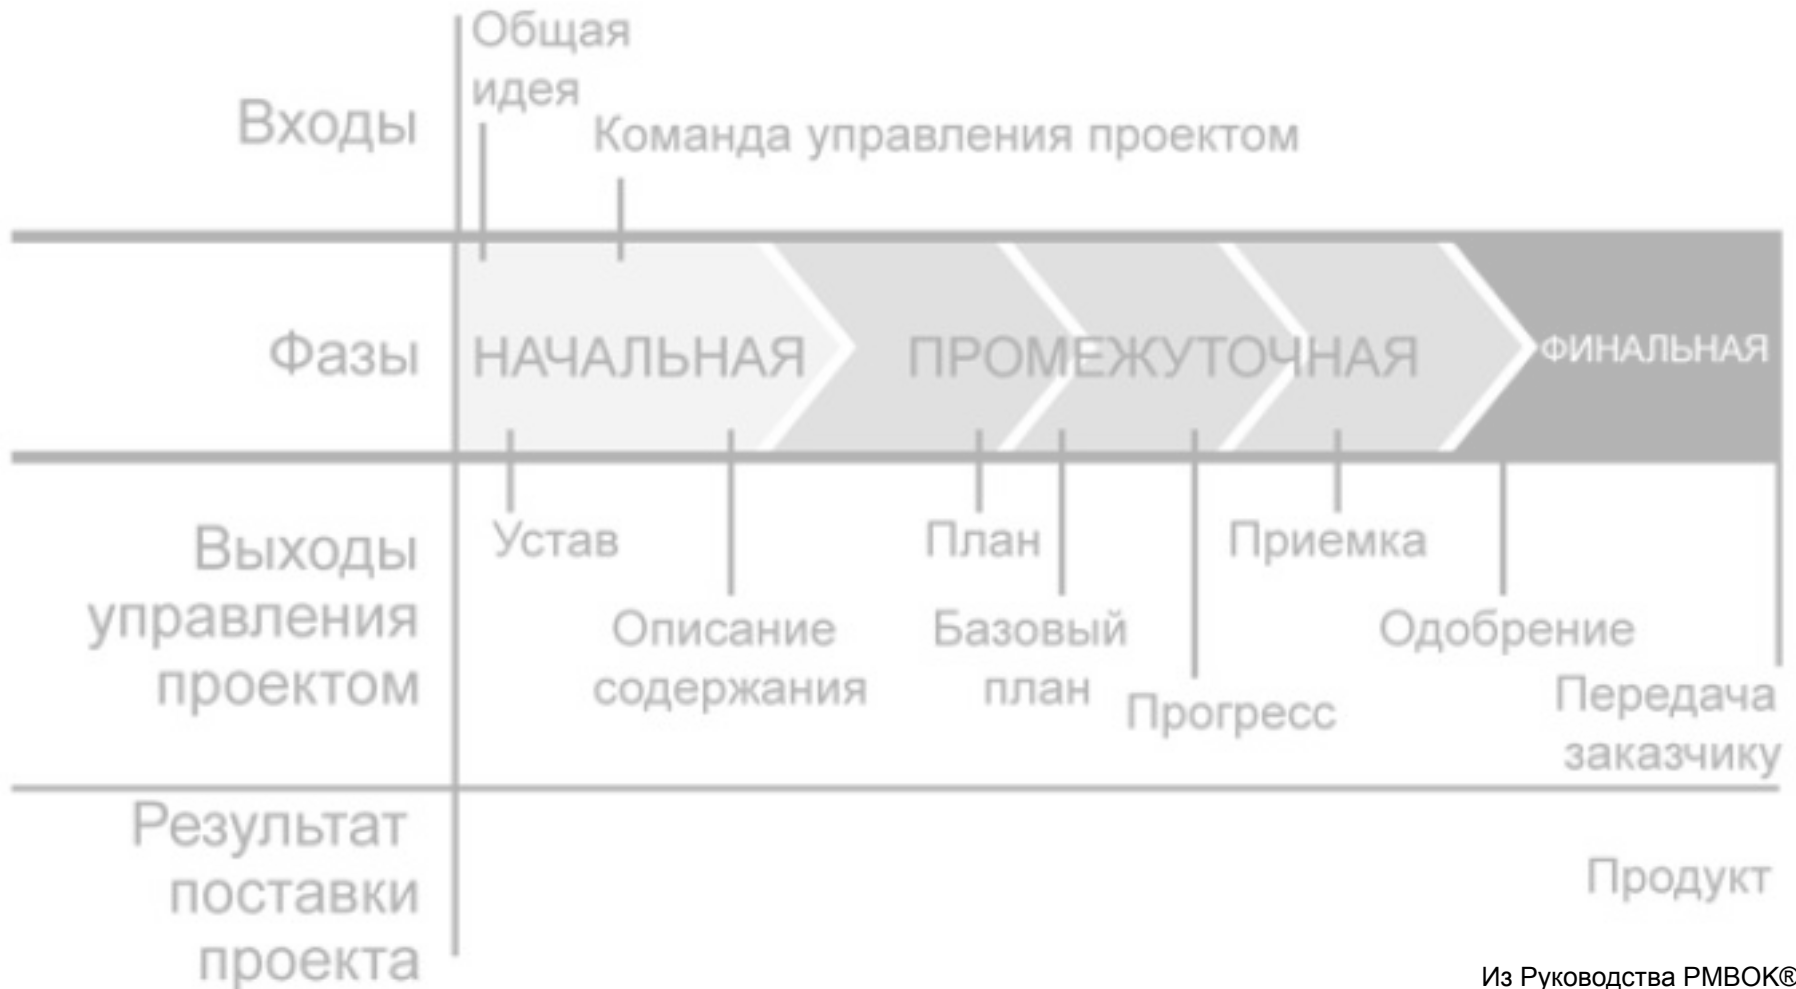 Общая
идея
Входы
Команда управления проектом
Фазы
НАЧАЛЬНАЯ
ПРОМЕЖУТОЧНАЯ
ФИНАЛЬНАЯ
Выходы
управления
проектом
Устав
План
Приемка
Описание
содержания
Базовый
план
Прогресс
Одобрение
Передача
заказчику
Результат
поставки
проекта
Продукт
Из Руководства PMBOK®